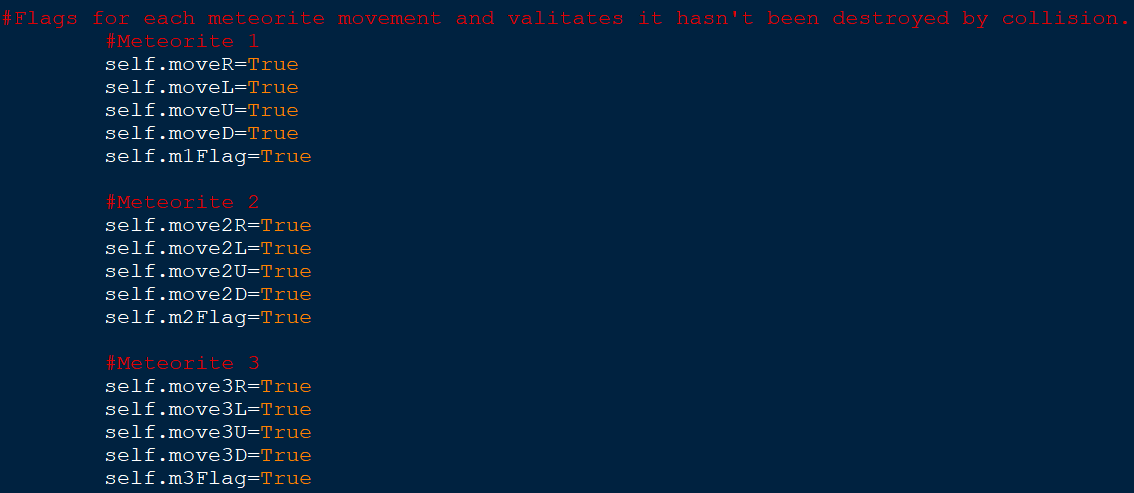 #Flags for each meteorite movement and valitates it hasn't been destroyed by collision.
#Meteorite 1
self.moveR=True
self.moveL=True
self.moveU=True
self.moveD=True
self.m1Flag=True
#Meteorite 2
self.move2R=True
self.move2L=True
self.move2U=True
self.move2D=True
self.m2Flag=True
#Meteorite 3
self.move3R=True
self.move3L=True
self.move3U=True
self.move3D=True
self.m3Flag=True